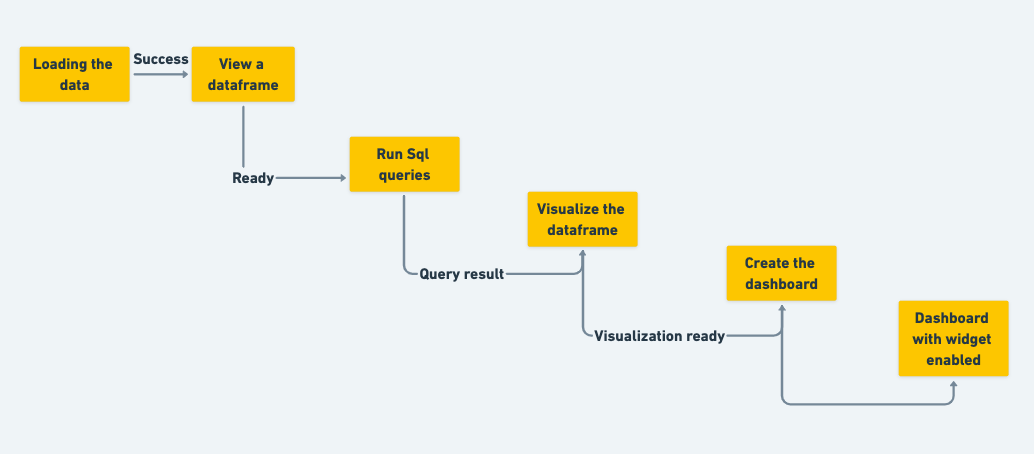 Loading the
data
Success
View a
dataframe
Ready
Run Sql
queries
Query result
Visualize the
dataframe
Visualization ready
Create the
dashboard
Dashboard
with widget
enabled